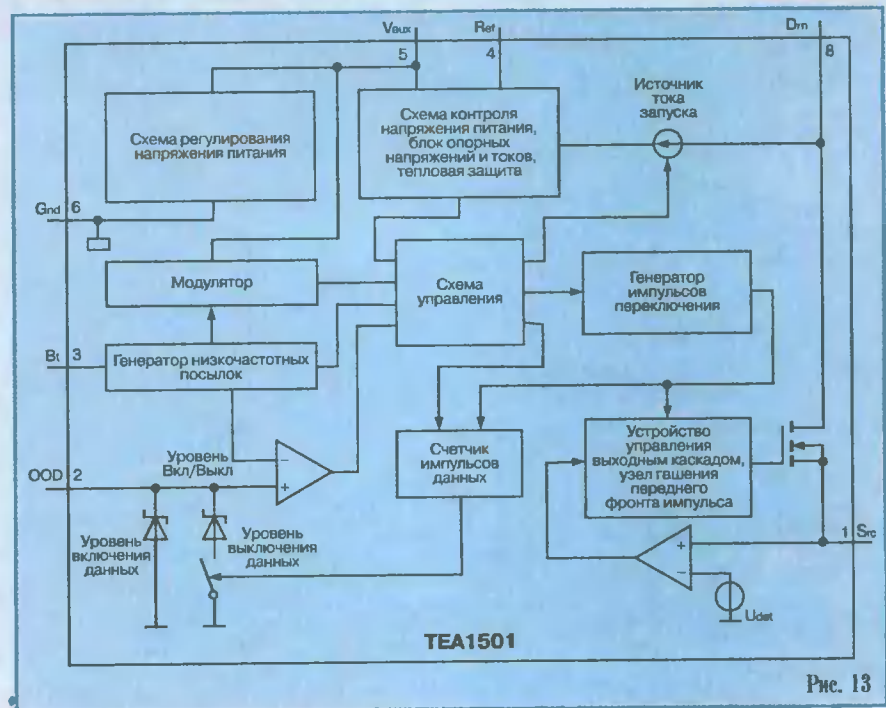 Vaux
Ref
Drn
5
4
8
Источник
тока
запуска
Схема регулирования
напряжения питания
Схема контроля
напряжения питания,
блок опорных
напряжений и токов,
тепловая защита
Gnd
6
Модулятор
Схема
управления
Генератор
импульсов
переключения
Bt
3
Генератор низкочастотных
посылок
Уровень
Вкл/Выкл
−
+
Счетчик
импульсов
данных
Устройство
управления
выходным каскадом,
узел гашения
переднего
фронта импульса
OOD
2
Уровень
включения
данных
Уровень
выключения
данных
1
Src
+
−
Udet
TEA1501
Рис. 13